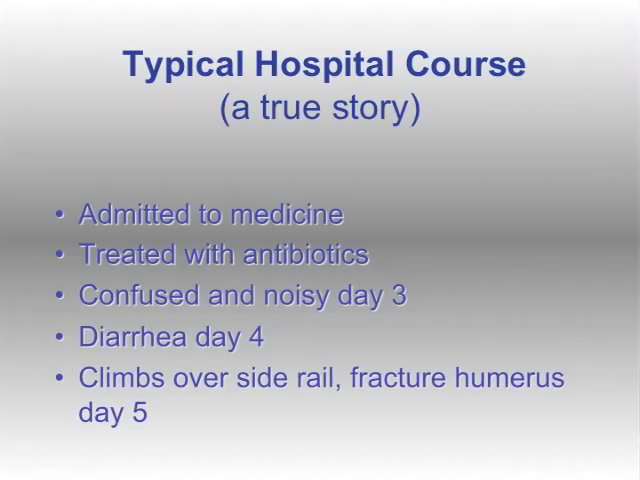 Typical Hospital Course
(a true story)
• Admitted to medicine
• Treated with antibiotics
• Confused and noisy day 3
• Diarrhea day 4
• Climbs over side rail, fracture humerus
day 5